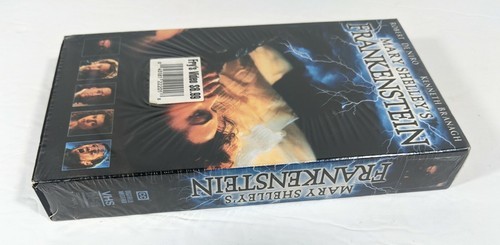 ROBERT DE NIRO KENNETH BRANAGH
MARY SHELLEY'S
FRANKENSTEIN
Fry's Video $9.99
MARY SHELLEY'S
FRANKENSTEIN
VHS